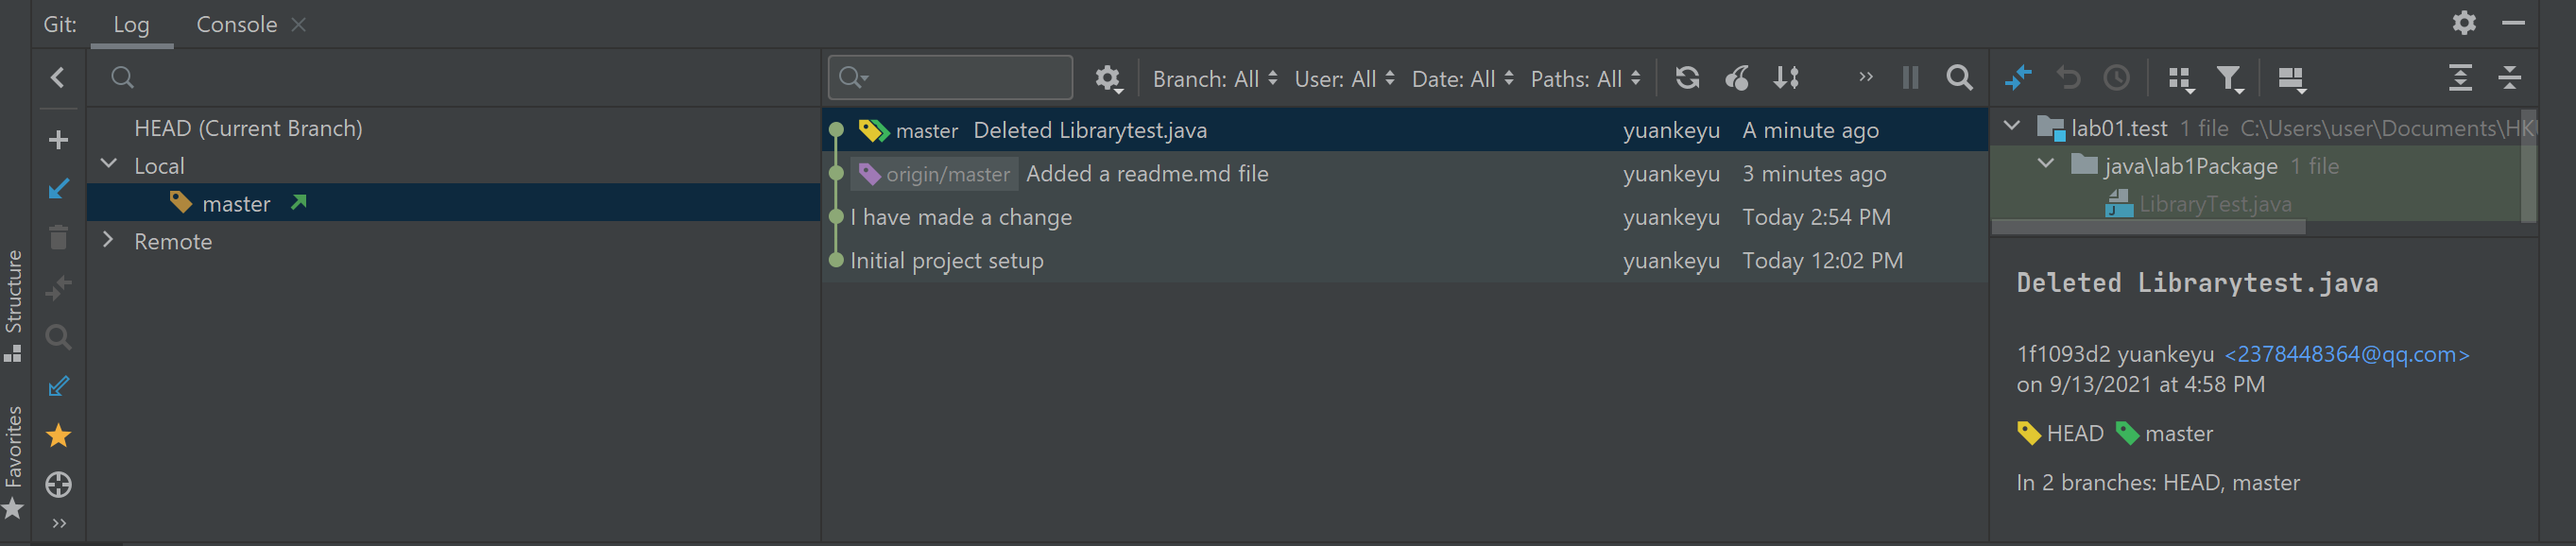 Git: Log Console
Branch: All User: All Date: All Paths: All
HEAD (Current Branch)
Local
master
Remote
master Deleted Librarytest.java yuankeyu A minute ago
origin/master Added a readme.md file yuankeyu 3 minutes ago
I have made a change yuankeyu Today 2:54 PM
Initial project setup yuankeyu Today 12:02 PM
lab01.test 1 file C:\Users\user\Documents\HK
java\lab1Package 1 file
LibraryTest.java
Deleted Librarytest.java
1f1093d2 yuankeyu <2378448364@qq.com>
on 9/13/2021 at 4:58 PM
HEAD master
In 2 branches: HEAD, master
Structure
Favorites